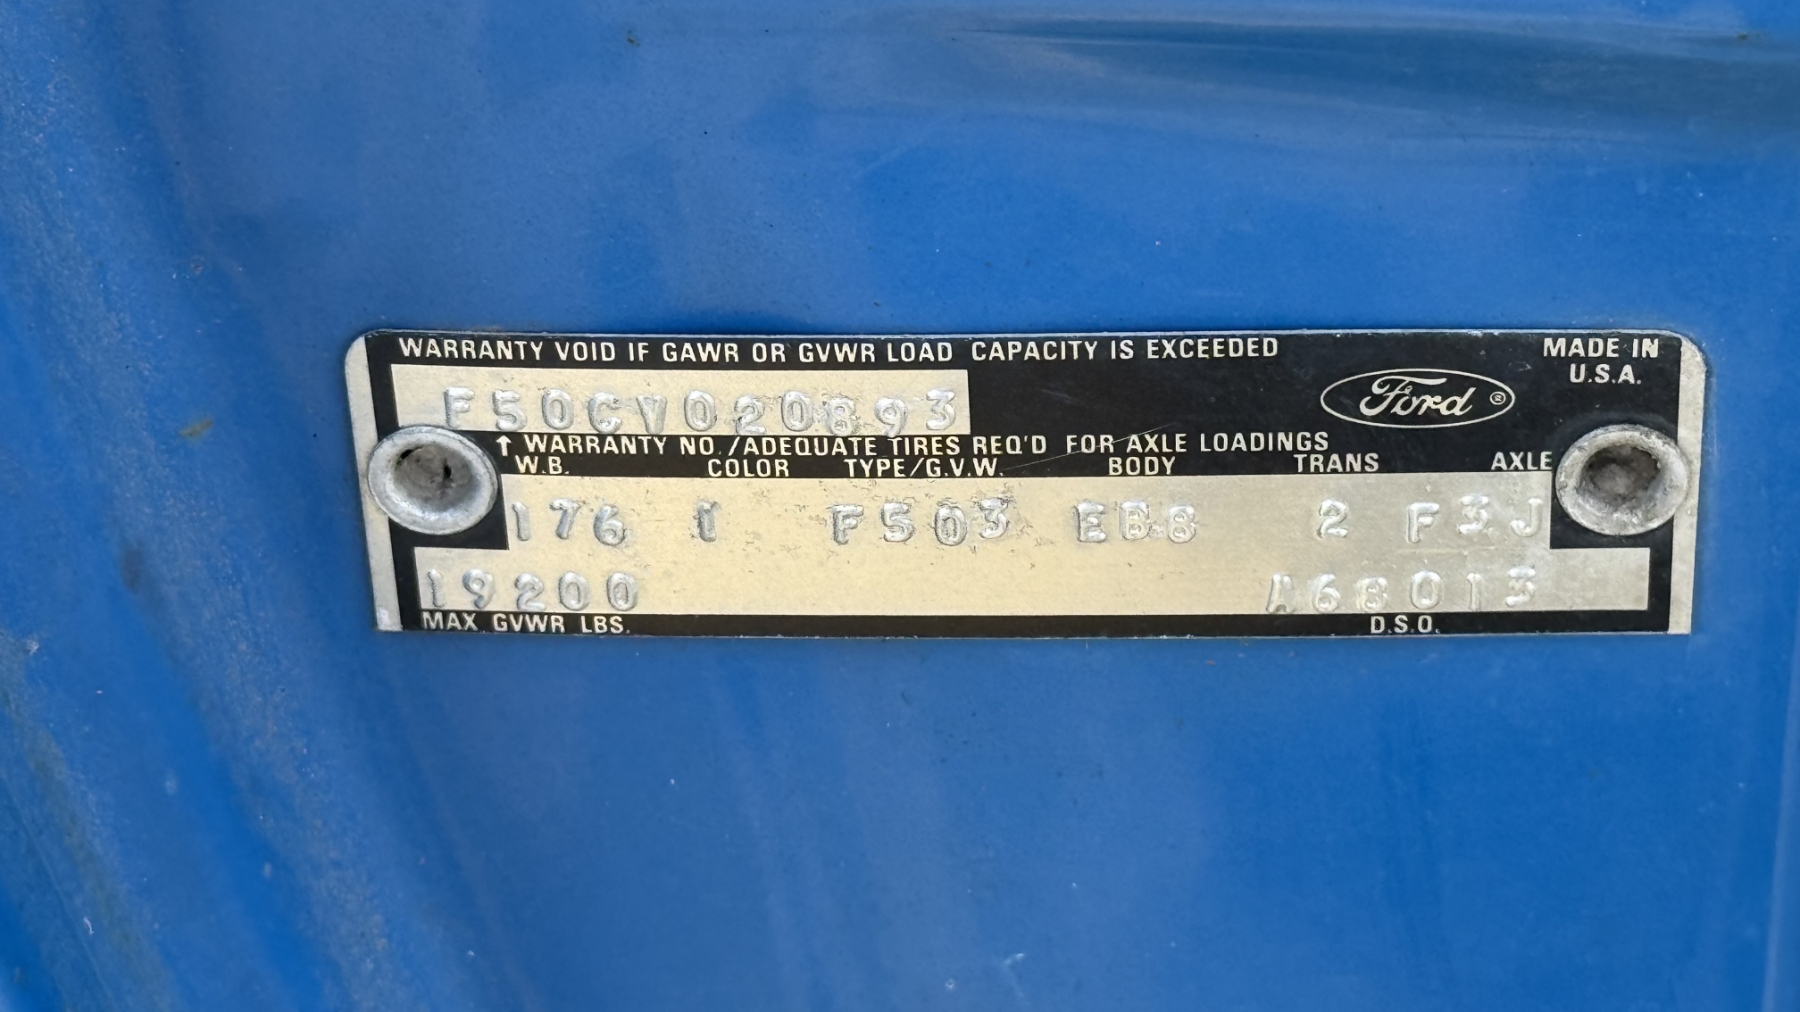 WARRANTY VOID IF GAWR OR GVWR LOAD CAPACITY IS EXCEEDED
MADE IN
U.S.A.
Ford ®
F50CV020893
↑ WARRANTY NO./ADEQUATE TIRES REQ'D FOR AXLE LOADINGS
W.B. COLOR TYPE/G.V.W. BODY TRANS AXLE
176 1 F503 EB8 2 F3J
19200 A68013
MAX GVWR LBS. D.S.O.